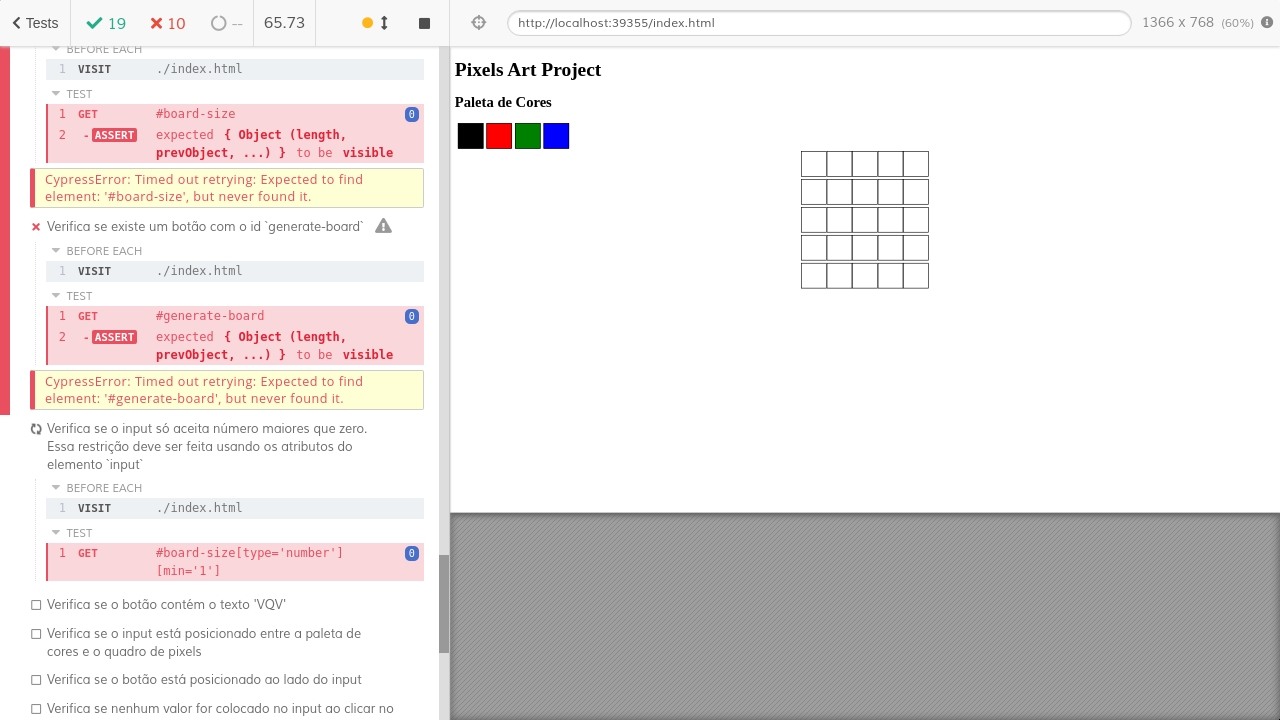 Tests
19
10
--
65.73
http://localhost:39355/index.html
1366 x 768 (60%)
BEFORE EACH
1 VISIT ./index.html
TEST
1 GET #board-size 0
2 - ASSERT expected { Object (length,
prevObject, ...) } to be visible
CypressError: Timed out retrying: Expected to find
element: '#board-size', but never found it.
Verifica se existe um botão com o id `generate-board`
BEFORE EACH
1 VISIT ./index.html
TEST
1 GET #generate-board 0
2 - ASSERT expected { Object (length,
prevObject, ...) } to be visible
CypressError: Timed out retrying: Expected to find
element: '#generate-board', but never found it.
Verifica se o input só aceita número maiores que zero.
Essa restrição deve ser feita usando os atributos do
elemento `input`
BEFORE EACH
1 VISIT ./index.html
TEST
1 GET #board-size[type='number'] 0
[min='1']
Verifica se o botão contém o texto 'VQV'
Verifica se o input está posicionado entre a paleta de
cores e o quadro de pixels
Verifica se o botão está posicionado ao lado do input
Verifica se nenhum valor for colocado no input ao clicar no
Pixels Art Project
Paleta de Cores